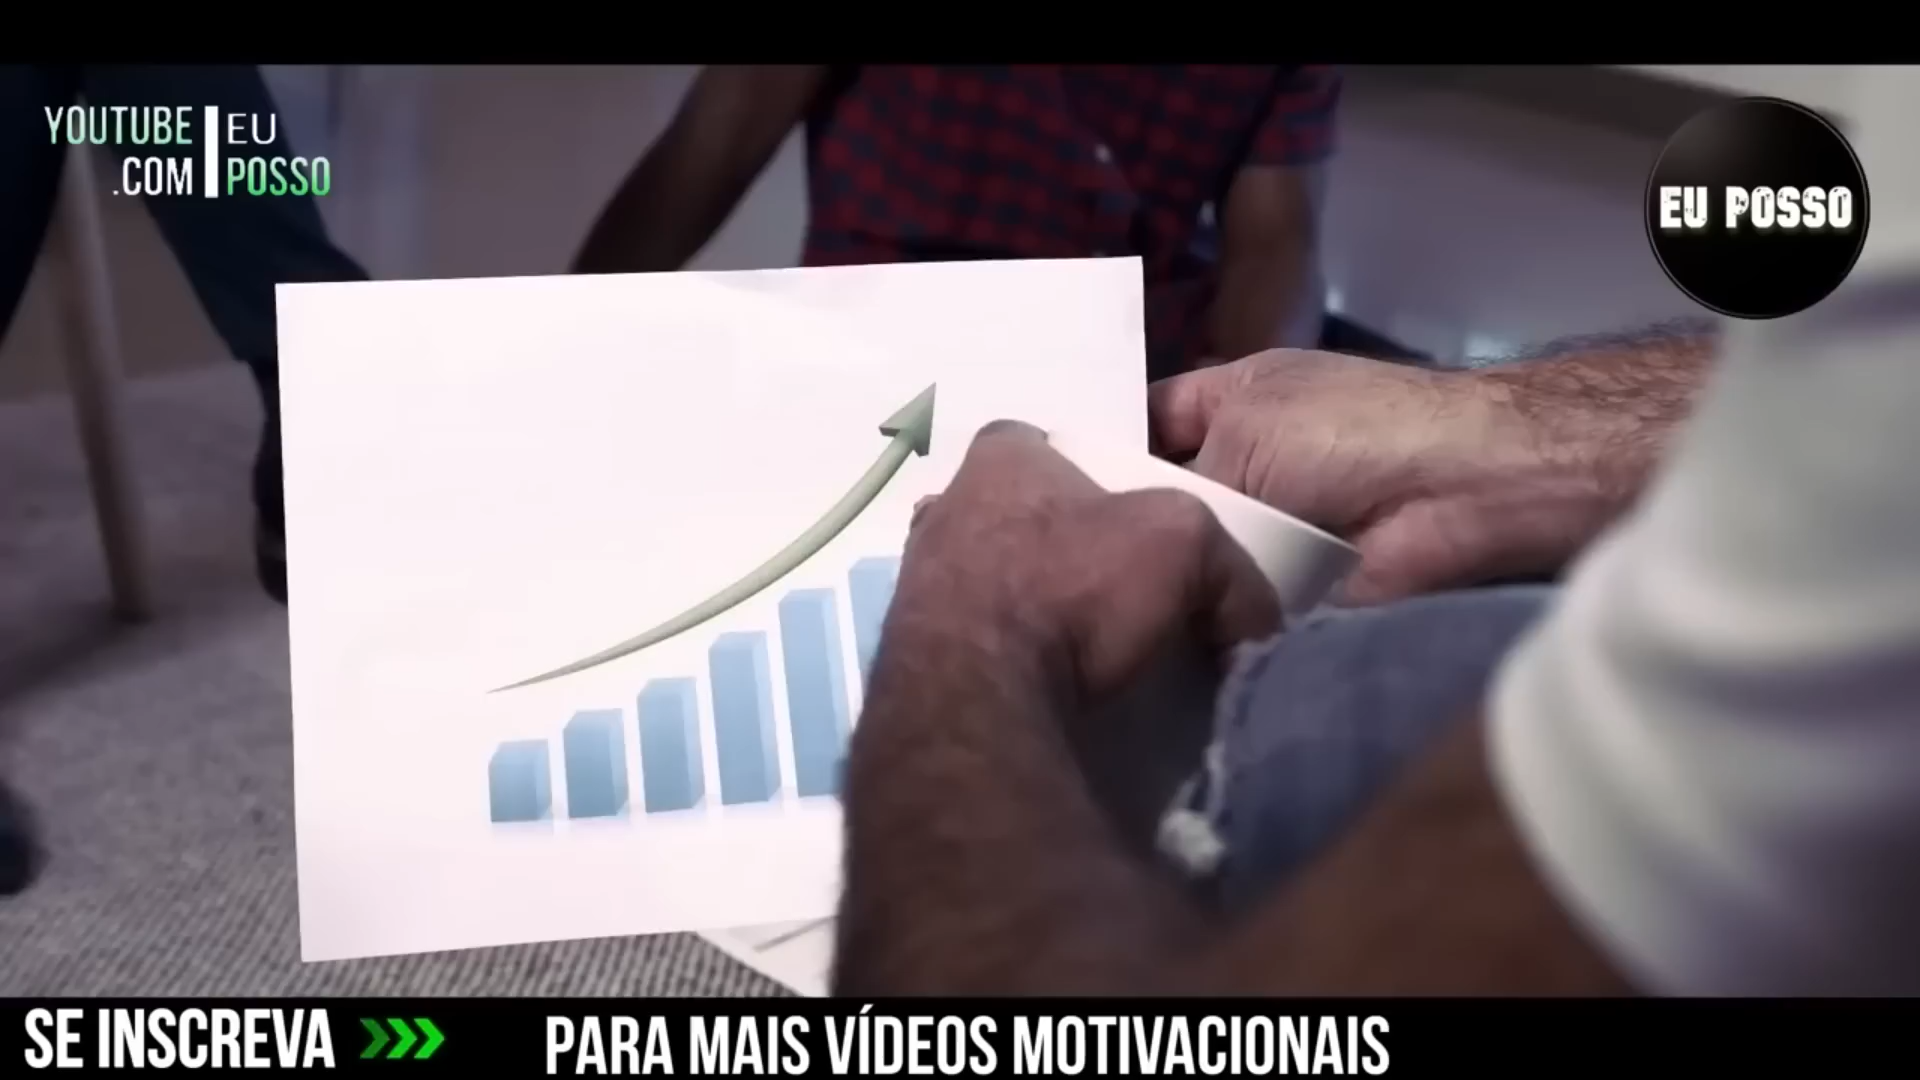 YOUTUBE
.COM
EU
POSSO
EU POSSO
SE INSCREVA
PARA MAIS VÍDEOS MOTIVACIONAIS